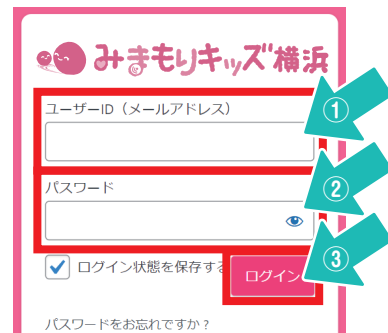 みまもりキッズ横浜
ユーザーID（メールアドレス）
①
パスワード
②
ログイン状態を保存する
ログイン
③
パスワードをお忘れですか？